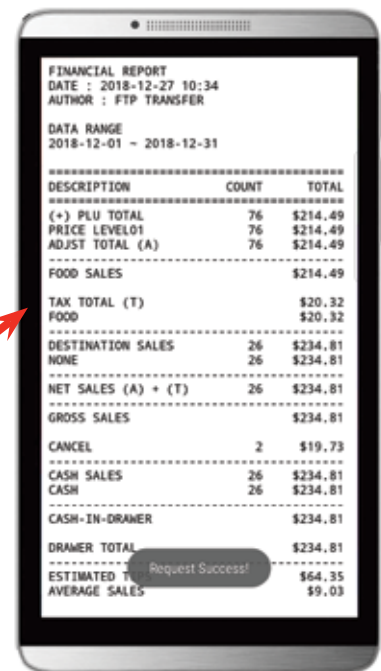 FINANCIAL REPORT
DATE : 2018-12-27 10:34
AUTHOR : FTP TRANSFER
DATA RANGE
2018-12-01 ~ 2018-12-31
DESCRIPTION COUNT TOTAL
(+) PLU TOTAL 76 $214.49
PRICE LEVEL01 76 $214.49
ADJST TOTAL (A) 76 $214.49
FOOD SALES $214.49
TAX TOTAL (T) $20.32
FOOD $20.32
DESTINATION SALES 26 $234.81
NONE 26 $234.81
NET SALES (A) + (T) 26 $234.81
GROSS SALES $234.81
CANCEL 2 $19.73
CASH SALES 26 $234.81
CASH 26 $234.81
CASH-IN-DRAWER $234.81
DRAWER TOTAL $234.81
Request Success!
ESTIMATED $64.35
AVERAGE SALES $9.03